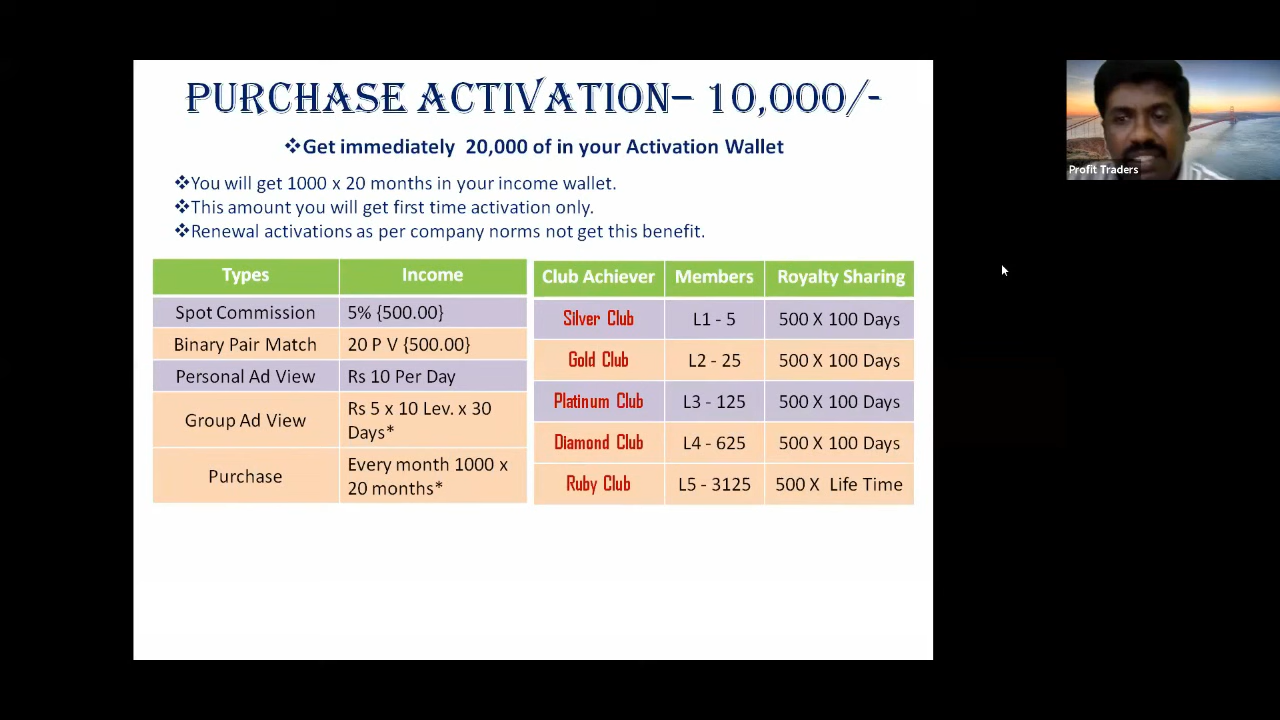 PURCHASE ACTIVATION– 10,000/-
❖Get immediately 20,000 of in your Activation Wallet
❖You will get 1000 x 20 months in your income wallet.
❖This amount you will get first time activation only.
❖Renewal activations as per company norms not get this benefit.
Types Income
Spot Commission 5% {500.00}
Binary Pair Match 20 P V {500.00}
Personal Ad View Rs 10 Per Day
Group Ad View Rs 5 x 10 Lev. x 30
Days*
Purchase Every month 1000 x
20 months*
Club Achiever Members Royalty Sharing
Silver Club L1 - 5 500 X 100 Days
Gold Club L2 - 25 500 X 100 Days
Platinum Club L3 - 125 500 X 100 Days
Diamond Club L4 - 625 500 X 100 Days
Ruby Club L5 - 3125 500 X Life Time
Profit Traders